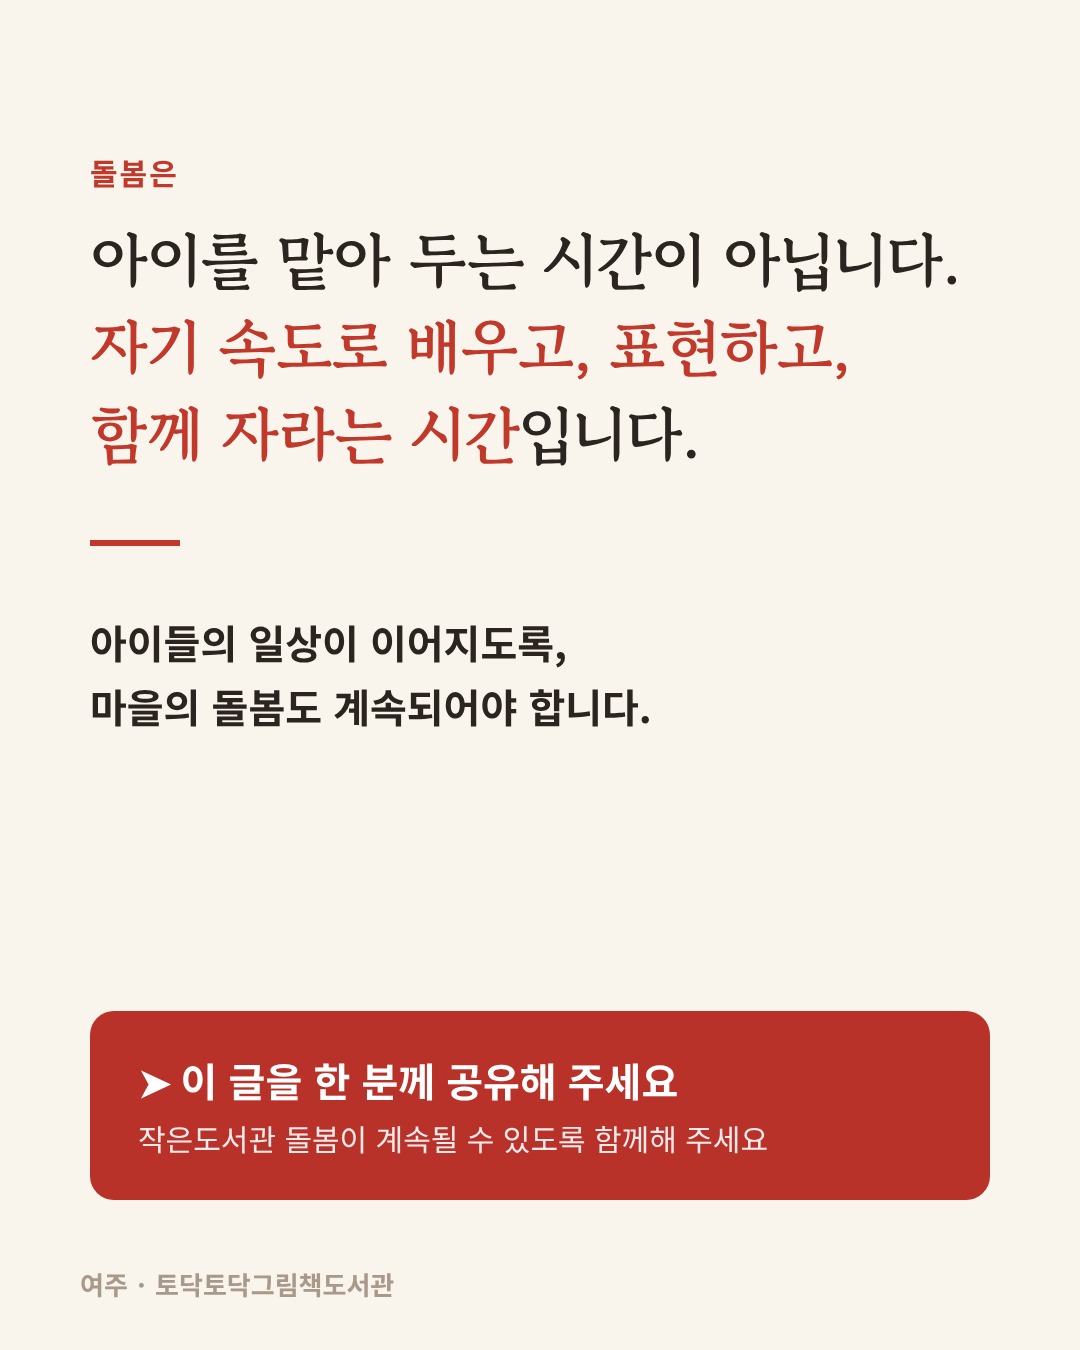 돌봄은
아이를 맡아 두는 시간이 아닙니다.
자기 속도로 배우고, 표현하고,
함께 자라는 시간입니다.
아이들의 일상이 이어지도록,
마을의 돌봄도 계속되어야 합니다.
➤ 이 글을 한 분께 공유해 주세요
작은도서관 돌봄이 계속될 수 있도록 함께해 주세요
여주 · 토닥토닥그림책도서관